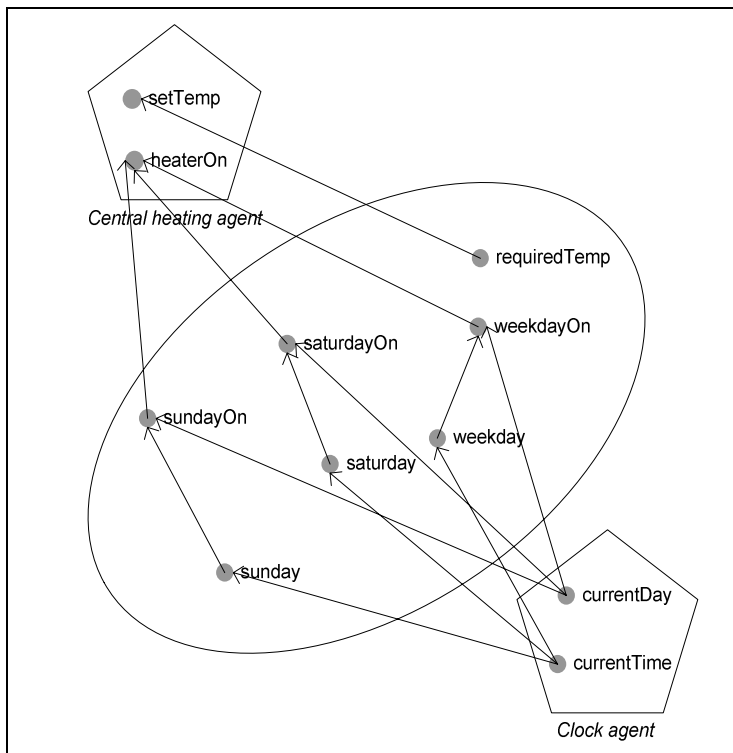 setTemp
heaterOn
Central heating agent
requiredTemp
weekdayOn
saturdayOn
sundayOn
weekday
saturday
sunday
currentDay
currentTime
Clock agent